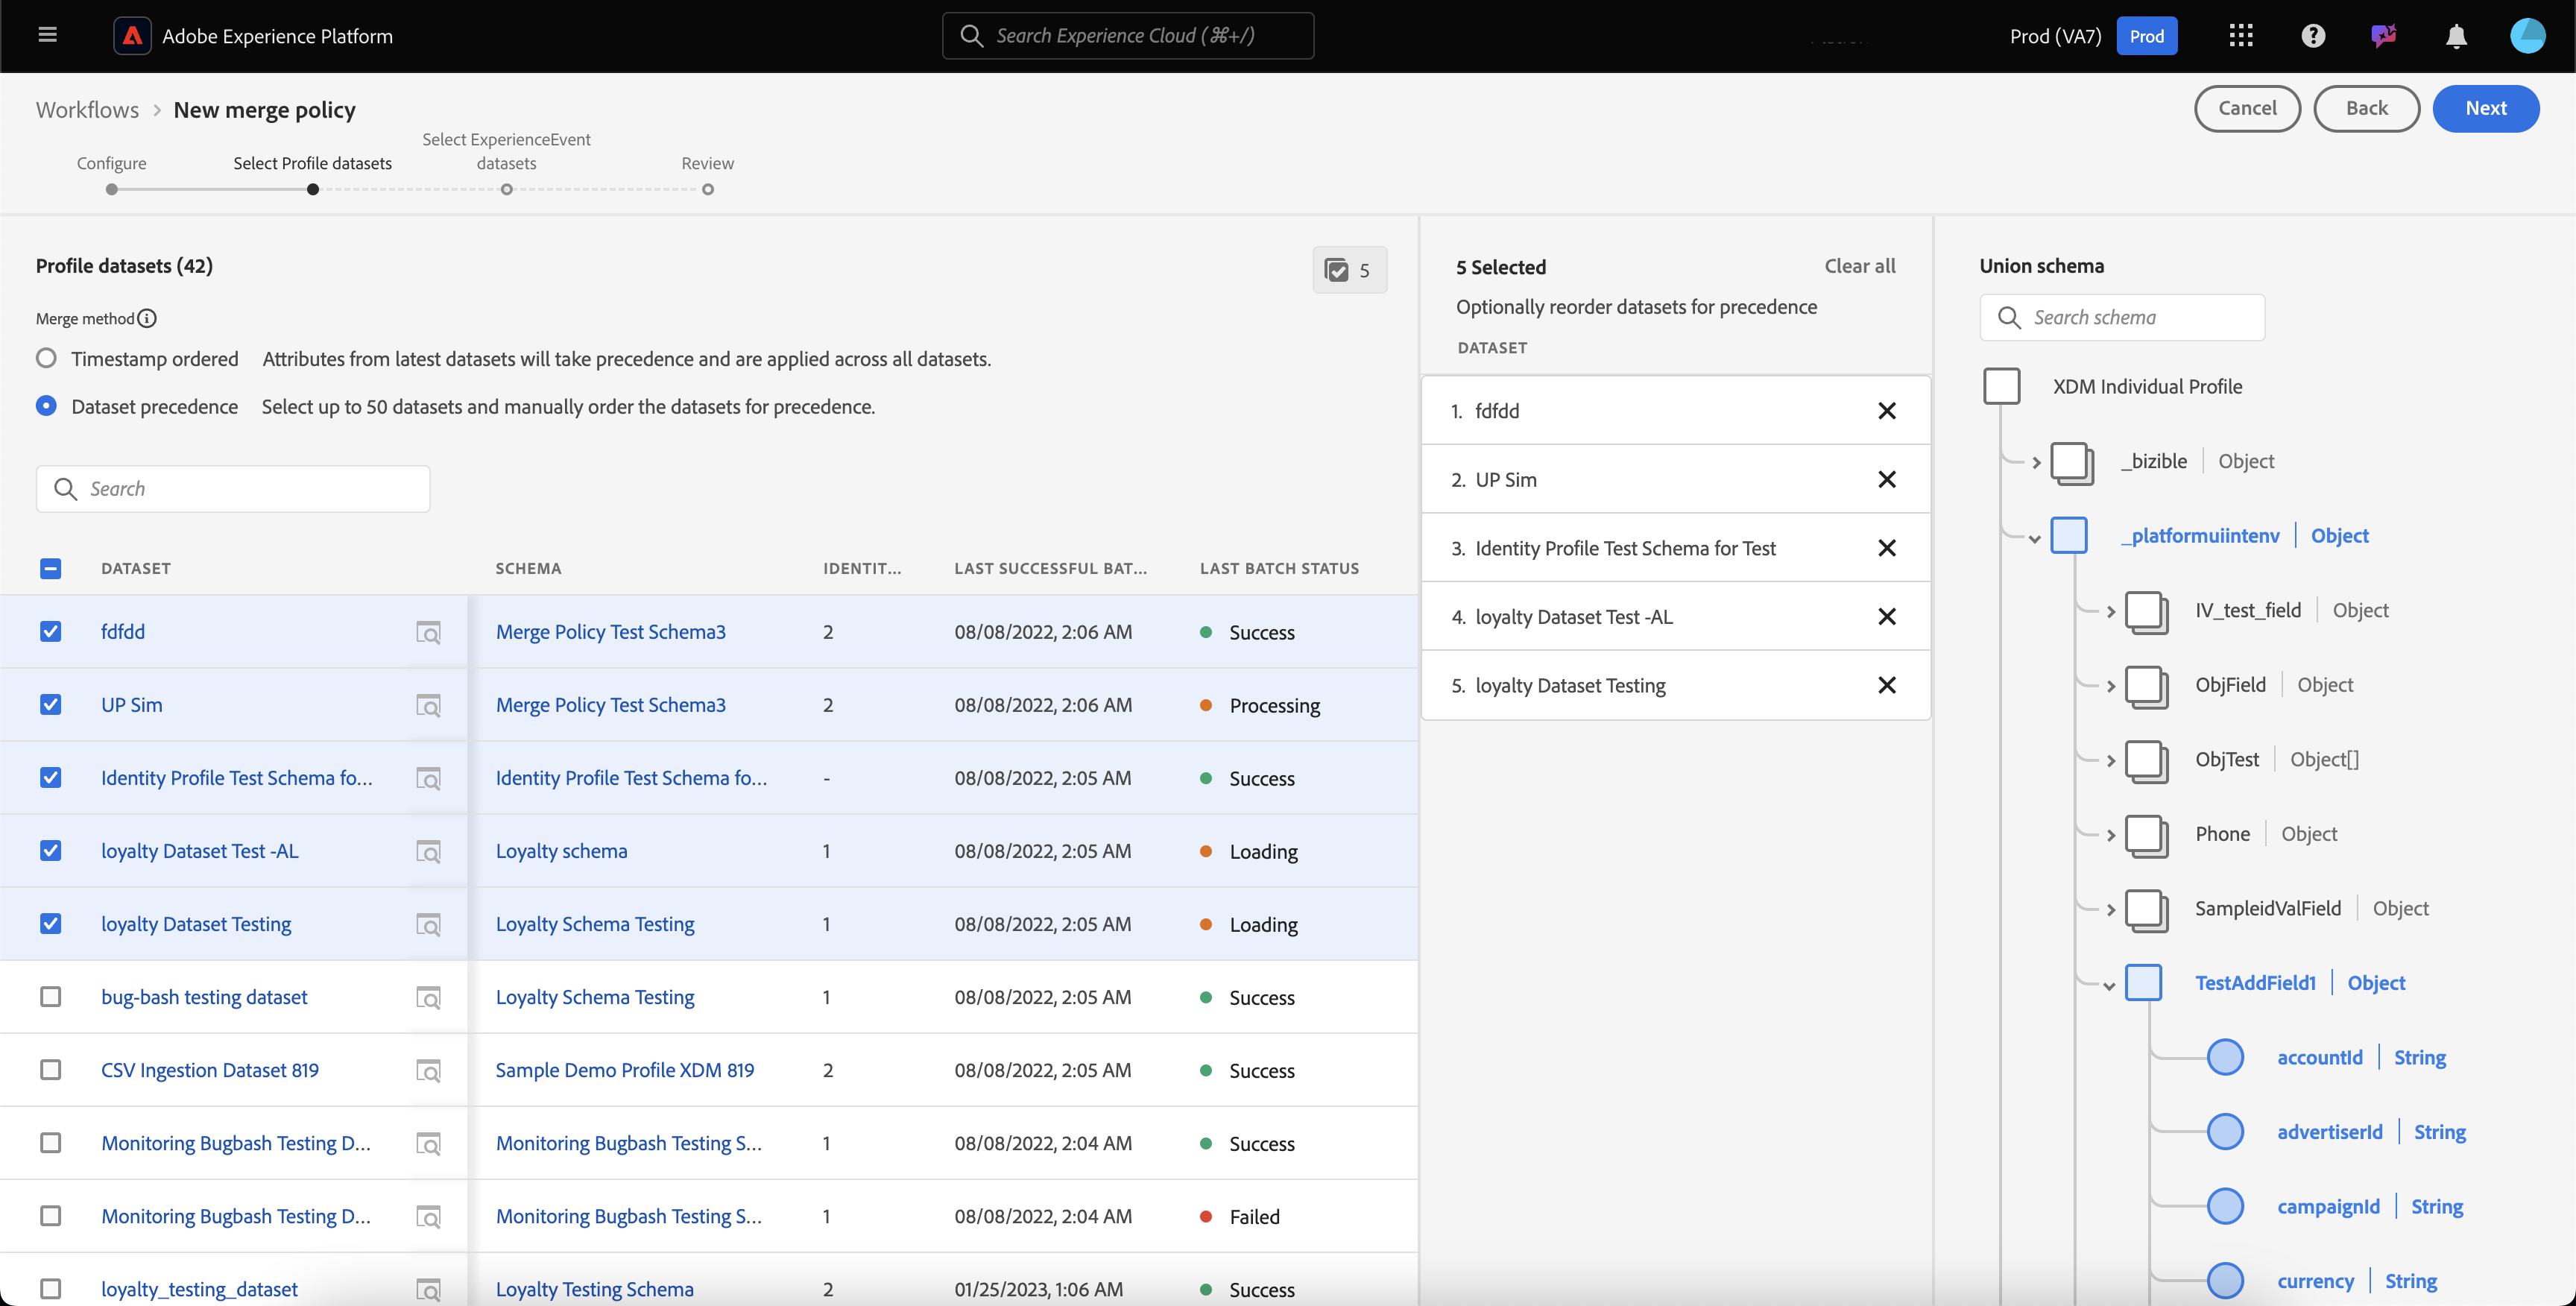 Adobe Experience Platform
Search Experience Cloud (⌘+/)
Prod (VA7)
Prod
Workflows
New merge policy
Cancel
Back
Next
Configure
Select Profile datasets
Select ExperienceEvent
datasets
Review
Profile datasets (42)
5
Merge method
Timestamp ordered Attributes from latest datasets will take precedence and are applied across all datasets.
Dataset precedence Select up to 50 datasets and manually order the datasets for precedence.
Search
DATASET SCHEMA IDENTIT... LAST SUCCESSFUL BAT... LAST BATCH STATUS
fdfdd Merge Policy Test Schema3 2 08/08/2022, 2:06 AM Success
UP Sim Merge Policy Test Schema3 2 08/08/2022, 2:06 AM Processing
Identity Profile Test Schema fo... Identity Profile Test Schema fo... - 08/08/2022, 2:05 AM Success
loyalty Dataset Test -AL Loyalty schema 1 08/08/2022, 2:05 AM Loading
loyalty Dataset Testing Loyalty Schema Testing 1 08/08/2022, 2:05 AM Loading
bug-bash testing dataset Loyalty Schema Testing 1 08/08/2022, 2:05 AM Success
CSV Ingestion Dataset 819 Sample Demo Profile XDM 819 2 08/08/2022, 2:05 AM Success
Monitoring Bugbash Testing D... Monitoring Bugbash Testing S... 1 08/08/2022, 2:04 AM Success
Monitoring Bugbash Testing D... Monitoring Bugbash Testing S... 1 08/08/2022, 2:04 AM Failed
loyalty_testing_dataset Loyalty Testing Schema 2 01/25/2023, 1:06 AM Success
5 Selected
Clear all
Optionally reorder datasets for precedence
DATASET
1. fdfdd
2. UP Sim
3. Identity Profile Test Schema for Test
4. loyalty Dataset Test -AL
5. loyalty Dataset Testing
Union schema
Search schema
XDM Individual Profile
_bizible | Object
_platformuiintenv | Object
IV_test_field | Object
ObjField | Object
ObjTest | Object[]
Phone | Object
SampleidValField | Object
TestAddField1 | Object
accountId | String
advertiserId | String
campaignId | String
currency | String